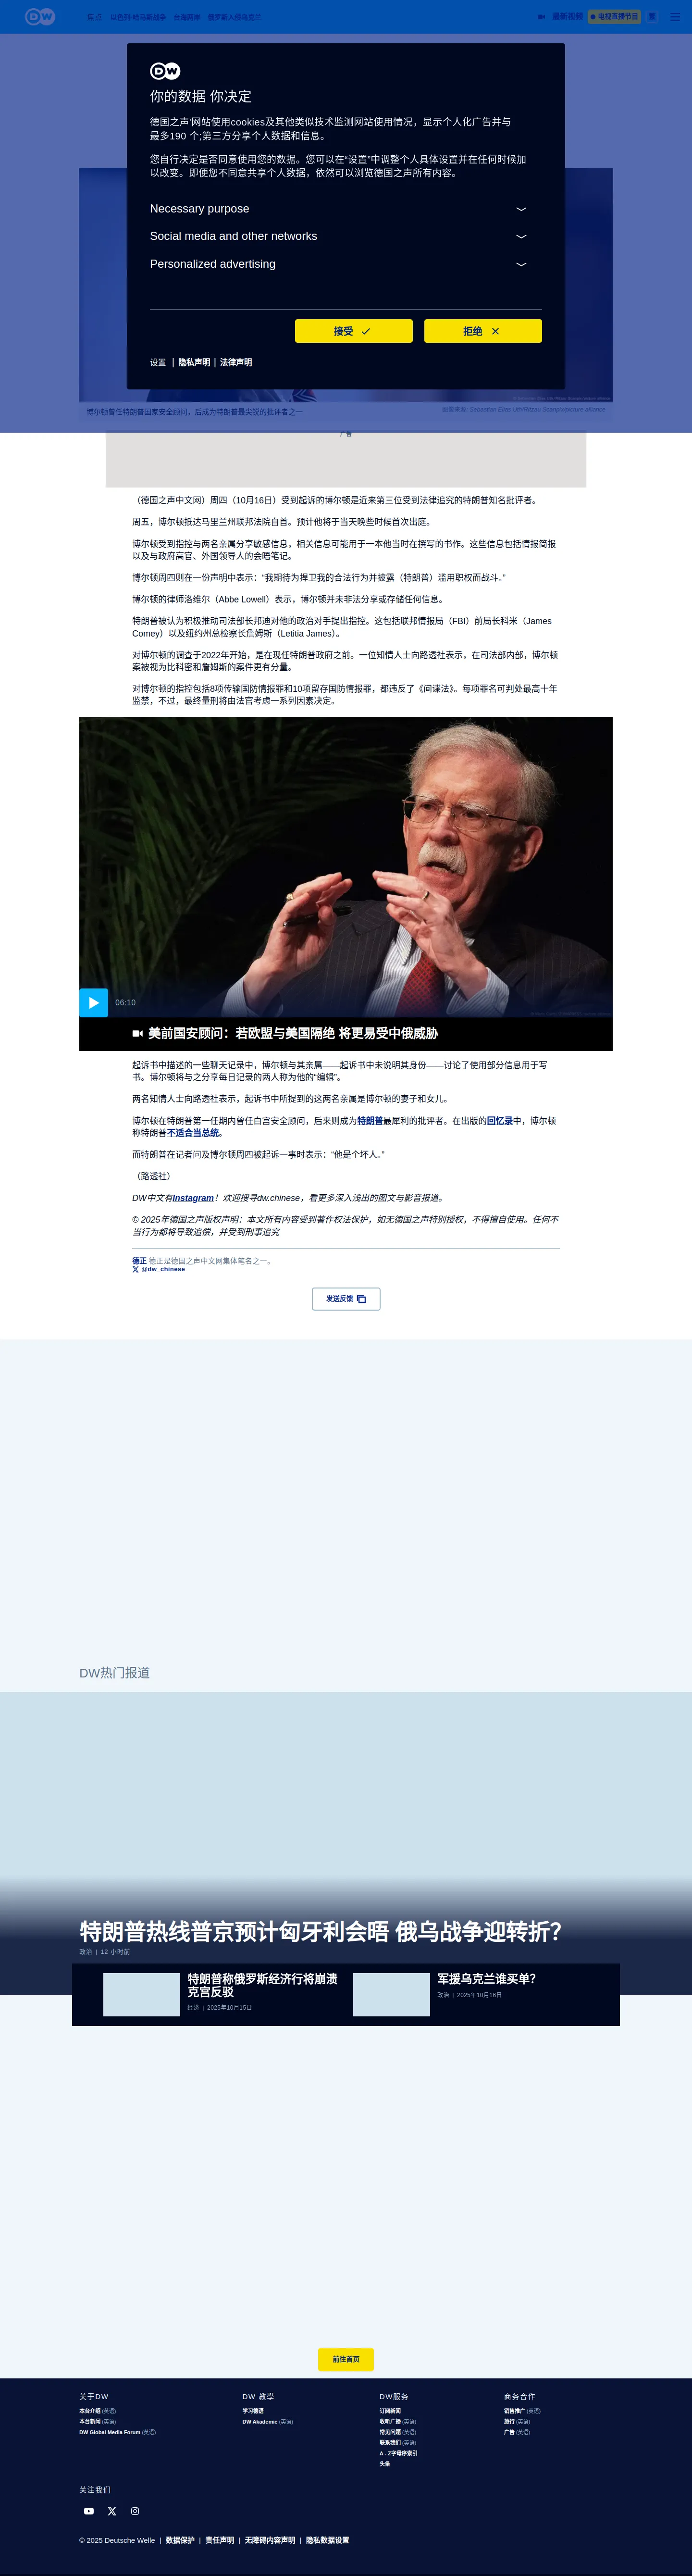 DW
焦点
以色列-哈马斯战争
台海两岸
俄罗斯入侵乌克兰
最新视频
电视直播节目
繁
DW
你的数据 你决定
德国之声'网站使用cookies及其他类似技术监测网站使用情况，显示个人化广告并与
最多190 个;第三方分享个人数据和信息。
您自行决定是否同意使用您的数据。您可以在“设置”中调整个人具体设置并在任何时候加
以改变。即便您不同意共享个人数据，依然可以浏览德国之声所有内容。
Necessary purpose
Social media and other networks
Personalized advertising
接受
拒绝
设置 | 隐私声明 | 法律声明
博尔顿曾任特朗普国家安全顾问，后成为特朗普最尖锐的批评者之一
广告
（德国之声中文网）周四（10月16日）受到起诉的博尔顿是近来第三位受到法律追究的特朗普知名批评者。
周五，博尔顿抵达马里兰州联邦法院自首。预计他将于当天晚些时候首次出庭。
博尔顿受到指控与两名亲属分享敏感信息，相关信息可能用于一本他当时在撰写的书作。这些信息包括情报简报
以及与政府高官、外国领导人的会晤笔记。
博尔顿周四则在一份声明中表示：“我期待为捍卫我的合法行为并披露（特朗普）滥用职权而战斗。”
博尔顿的律师洛维尔（Abbe Lowell）表示，博尔顿并未非法分享或存储任何信息。
特朗普被认为积极推动司法部长邦迪对他的政治对手提出指控。这包括联邦情报局（FBI）前局长科米（James
Comey）以及纽约州总检察长詹姆斯（Letitia James）。
对博尔顿的调查于2022年开始，是在现任特朗普政府之前。一位知情人士向路透社表示，在司法部内部，博尔顿
案被视为比科密和詹姆斯的案件更有分量。
对博尔顿的指控包括8项传输国防情报罪和10项留存国防情报罪，都违反了《间谍法》。每项罪名可判处最高十年
监禁，不过，最终量刑将由法官考虑一系列因素决定。
06:10
美前国安顾问：若欧盟与美国隔绝 将更易受中俄威胁
起诉书中描述的一些聊天记录中，博尔顿与其亲属——起诉书中未说明其身份——讨论了使用部分信息用于写
书。博尔顿将与之分享每日记录的两人称为他的“编辑”。
两名知情人士向路透社表示，起诉书中所提到的这两名亲属是博尔顿的妻子和女儿。
博尔顿在特朗普第一任期内曾任白宫安全顾问，后来则成为特朗普最犀利的批评者。在出版的回忆录中，博尔顿
称特朗普不适合当总统。
而特朗普在记者问及博尔顿周四被起诉一事时表示：“他是个坏人。”
（路透社）
DW中文有Instagram！欢迎搜寻dw.chinese，看更多深入浅出的图文与影音报道。
© 2025年德国之声版权声明：本文所有内容受到著作权法保护，如无德国之声特别授权，不得擅自使用。任何不
当行为都将导致追偿，并受到刑事追究
德正 德正是德国之声中文网集体笔名之一。
@dw_chinese
发送反馈
DW热门报道
特朗普热线普京预计匈牙利会晤 俄乌战争迎转折？
政治 | 12 小时前
特朗普称俄罗斯经济行将崩溃
克宫反驳
经济 | 2025年10月15日
军援乌克兰谁买单？
政治 | 2025年10月16日
前往首页
关于DW
本台介绍 (英语)
本台新闻 (英语)
DW Global Media Forum (英语)
DW 教學
学习德语
DW Akademie (英语)
DW服务
订阅新闻
收听广播 (英语)
常见问题 (英语)
联系我们 (英语)
A - Z字母序索引
头条
商务合作
销售推广 (英语)
旅行 (英语)
广告 (英语)
关注我们
© 2025 Deutsche Welle | 数据保护 | 责任声明 | 无障碍内容声明 | 隐私数据设置